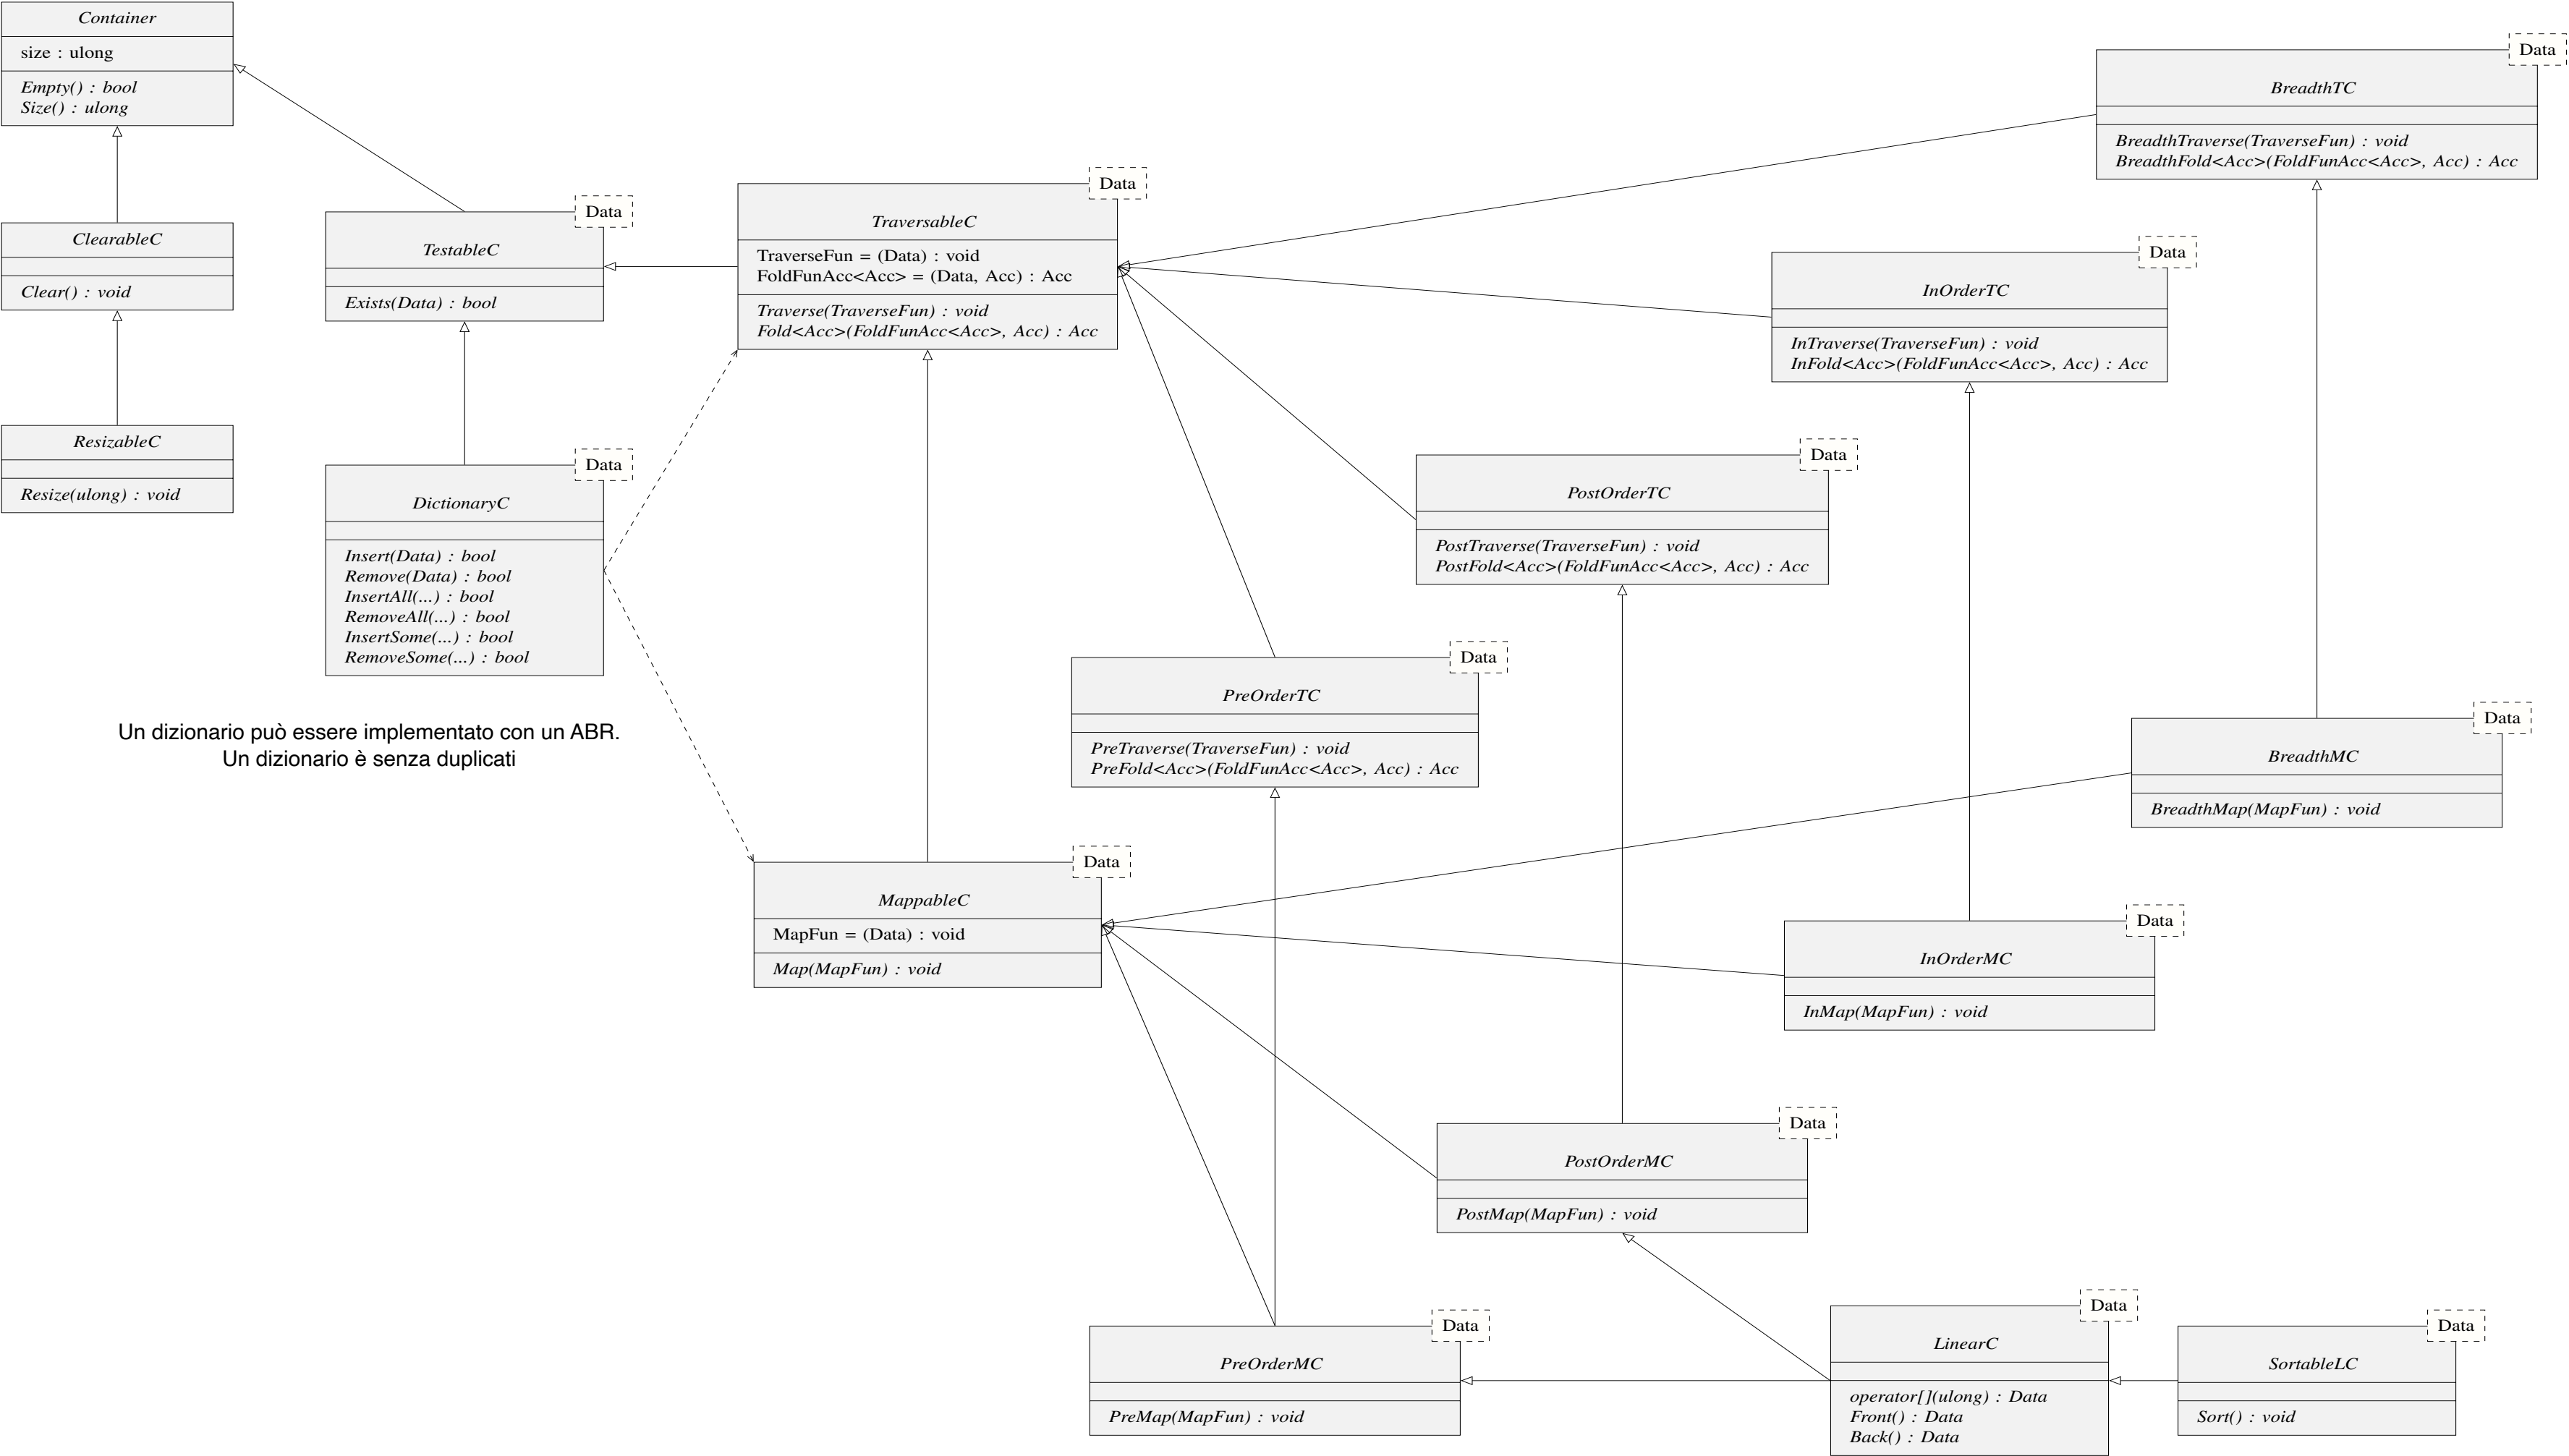 Container
size : ulong
Empty() : bool
Size() : ulong
ClearableC
Clear() : void
ResizableC
Resize(ulong) : void
Data
TestableC
Exists(Data) : bool
Data
DictionaryC
Insert(Data) : bool
Remove(Data) : bool
InsertAll(...) : bool
RemoveAll(...) : bool
InsertSome(...) : bool
RemoveSome(...) : bool
Un dizionario può essere implementato con un ABR.
Un dizionario è senza duplicati
Data
TraversableC
TraverseFun = (Data) : void
FoldFunAcc<Acc> = (Data, Acc) : Acc
Traverse(TraverseFun) : void
Fold<Acc>(FoldFunAcc<Acc>, Acc) : Acc
Data
MappableC
MapFun = (Data) : void
Map(MapFun) : void
Data
BreadthTC
BreadthTraverse(TraverseFun) : void
BreadthFold<Acc>(FoldFunAcc<Acc>, Acc) : Acc
Data
InOrderTC
InTraverse(TraverseFun) : void
InFold<Acc>(FoldFunAcc<Acc>, Acc) : Acc
Data
PostOrderTC
PostTraverse(TraverseFun) : void
PostFold<Acc>(FoldFunAcc<Acc>, Acc) : Acc
Data
PreOrderTC
PreTraverse(TraverseFun) : void
PreFold<Acc>(FoldFunAcc<Acc>, Acc) : Acc
Data
BreadthMC
BreadthMap(MapFun) : void
Data
InOrderMC
InMap(MapFun) : void
Data
PostOrderMC
PostMap(MapFun) : void
Data
PreOrderMC
PreMap(MapFun) : void
Data
LinearC
operator[](ulong) : Data
Front() : Data
Back() : Data
Data
SortableLC
Sort() : void